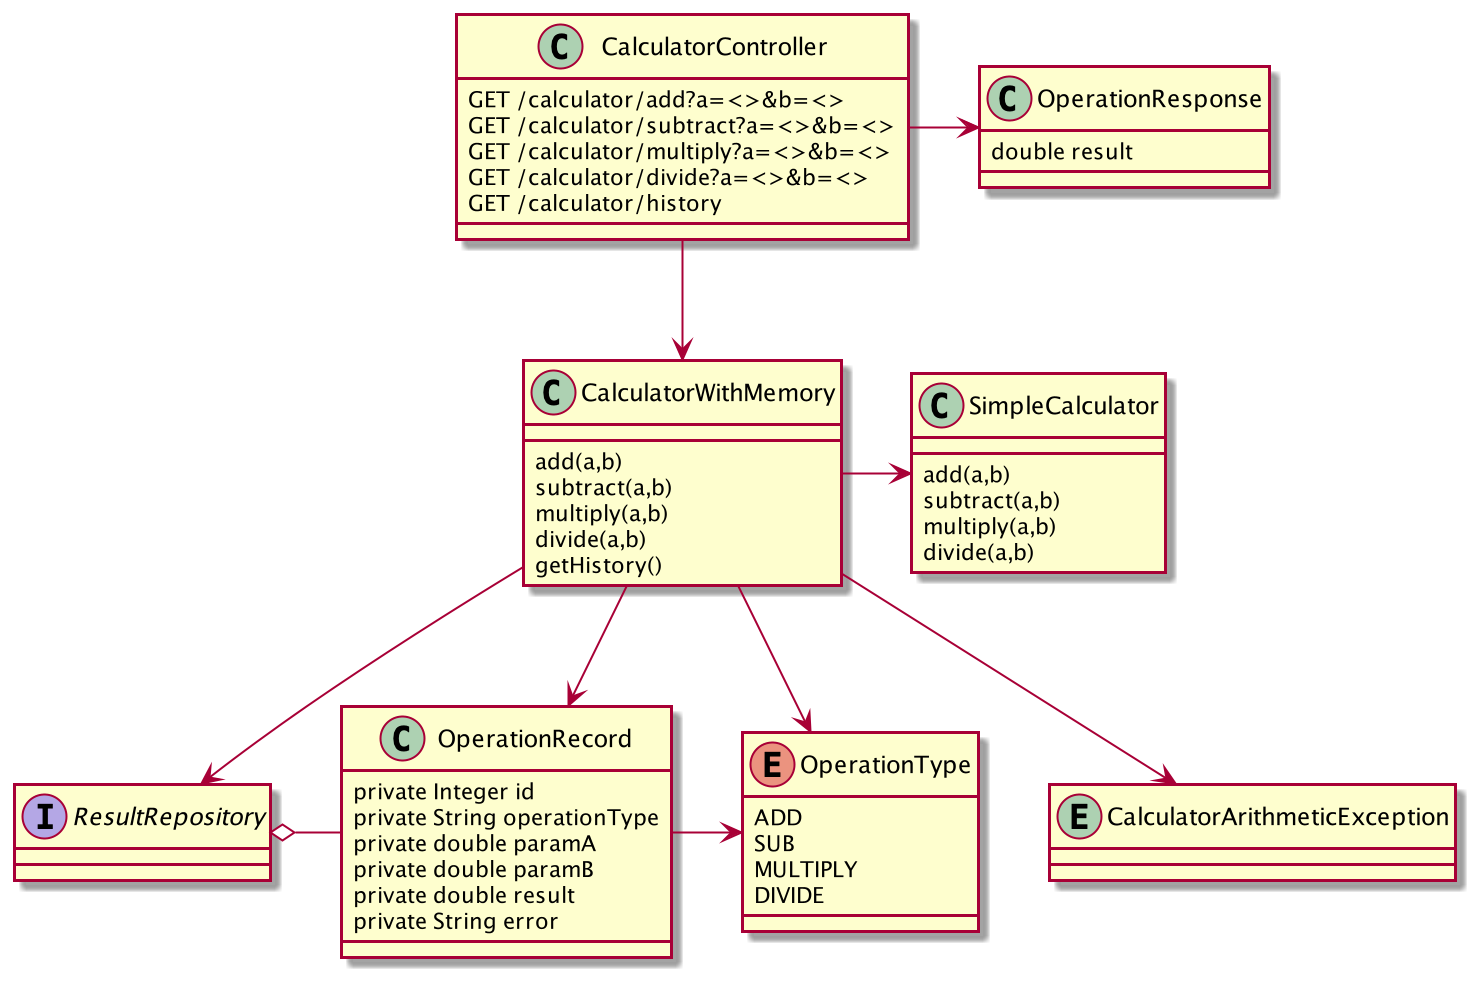 C CalculatorController
GET /calculator/add?a=<>&b=<>
GET /calculator/subtract?a=<>&b=<>
GET /calculator/multiply?a=<>&b=<>
GET /calculator/divide?a=<>&b=<>
GET /calculator/history
C OperationResponse
double result
C CalculatorWithMemory
add(a,b)
subtract(a,b)
multiply(a,b)
divide(a,b)
getHistory()
C SimpleCalculator
add(a,b)
subtract(a,b)
multiply(a,b)
divide(a,b)
I ResultRepository
C OperationRecord
private Integer id
private String operationType
private double paramA
private double paramB
private double result
private String error
E OperationType
ADD
SUB
MULTIPLY
DIVIDE
E CalculatorArithmeticException